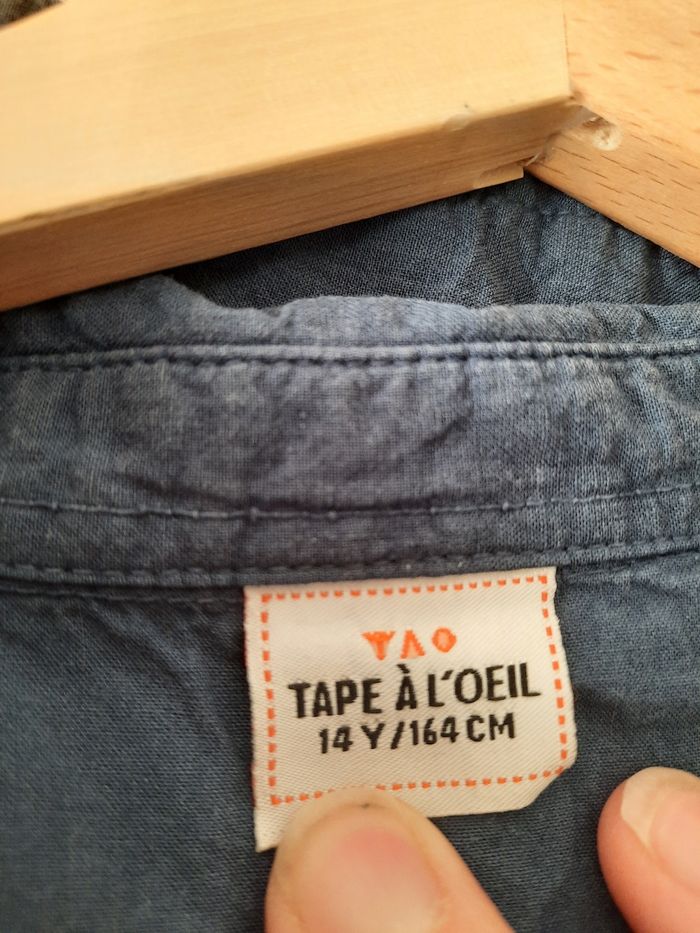 TAO
TAPE À L'OEIL
14 Y/164 CM